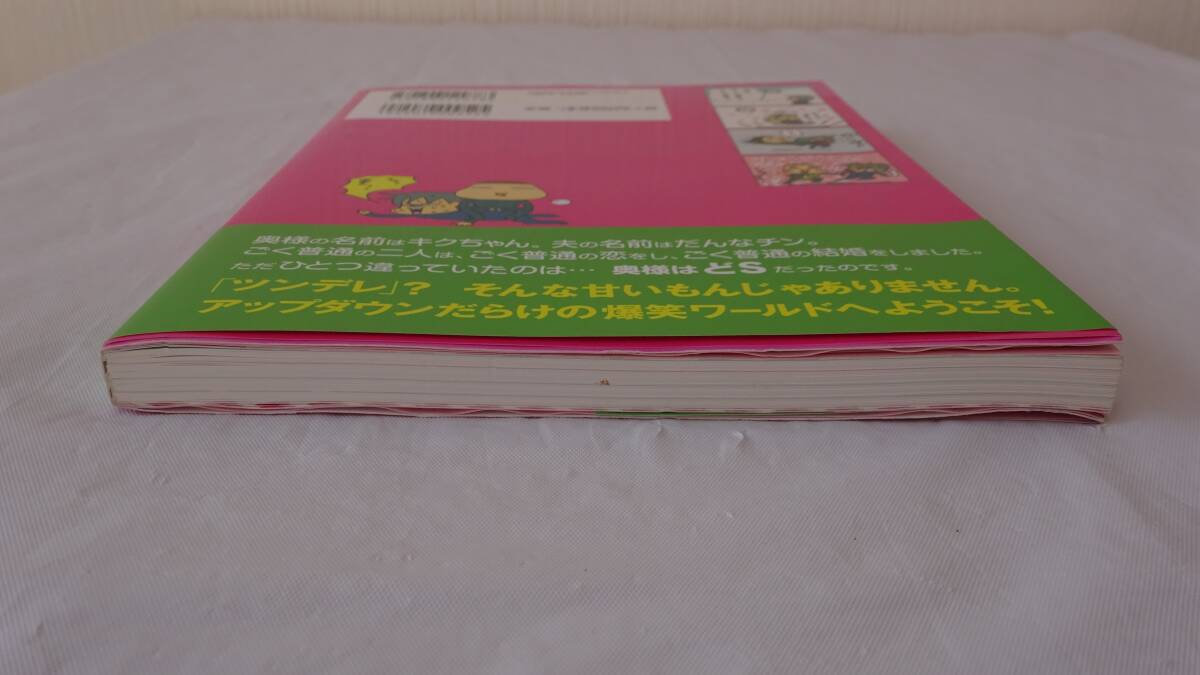 奥様の名前はキクちゃん。夫の名前はだんなチン。
ごく普通の二人は、ごく普通の恋をし、ごく普通の結婚をしました。
ただひとつ違っていたのは… 奥様はどSだったのです。
「ツンデレ」? そんな甘いもんじゃありません。
アップダウンだらけの爆笑ワールドへようこそ!